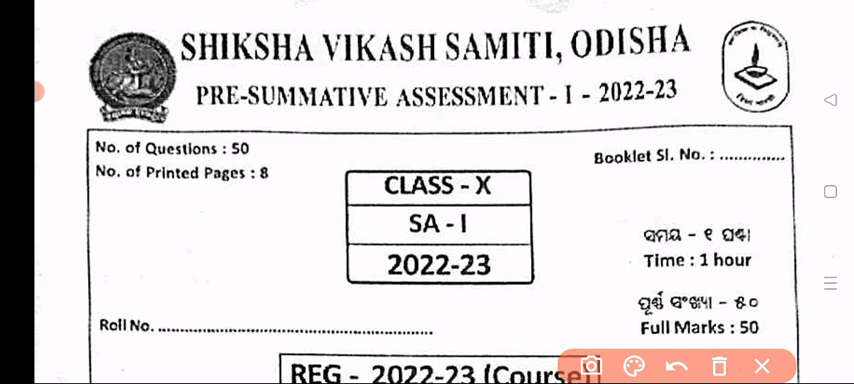 SHIKSHA VIKASH SAMITI, ODISHA
PRE-SUMMATIVE ASSESSMENT - I - 2022-23
No. of Questions : 50
No. of Printed Pages : 8
Booklet Sl. No. : ..............
CLASS - X
SA - I
2022-23
ସମୟ - ୧ ଘଣ୍ଟା
Time : 1 hour
ପୂର୍ଣ୍ଣ ସଂଖ୍ୟା - ୫୦
Full Marks : 50
Roll No. ..........................................................
REG - 2022-23 (Course